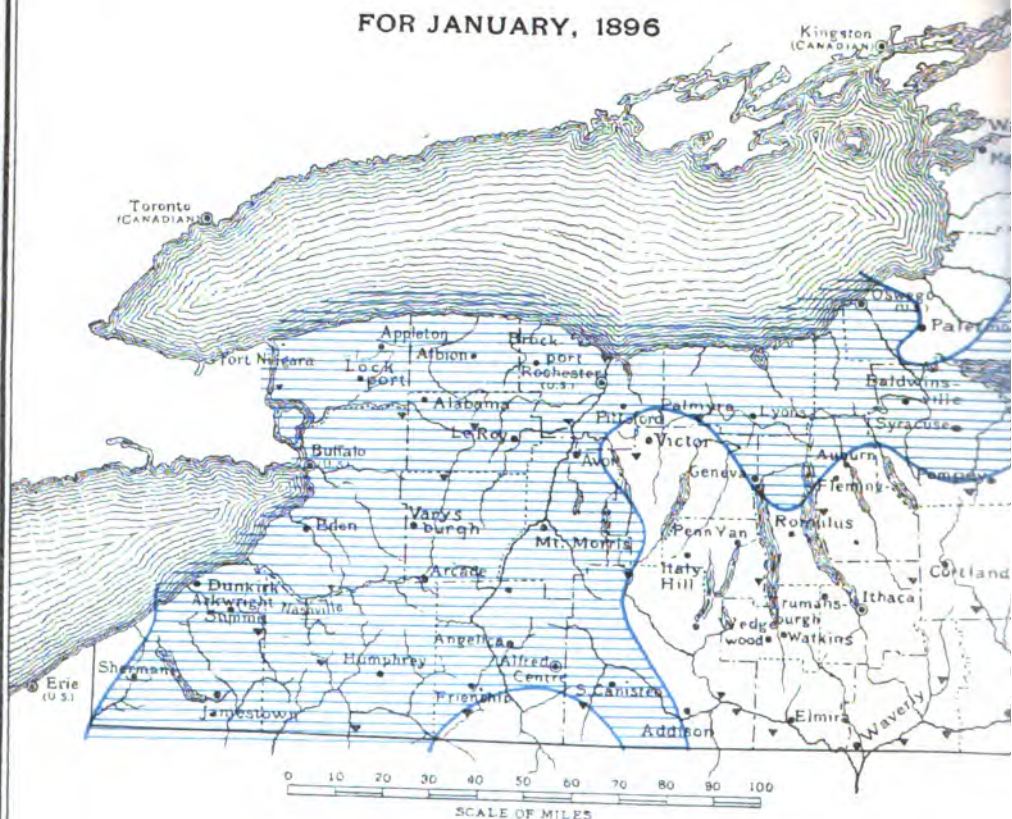 FOR JANUARY, 1896
Kingston
(CANADIAN)
Toronto
(CANADIAN)
Oswego
(U.S.)
Palermo
Fort Niagara
Appleton
Albion
Brock-
port
Lock
port
Rochester
(U.S.)
Baldwins-
ville
Alabama
Pittsford
Palmyra
Lyons
Syracuse
Le Roy
Victor
Avon
Auburn
Buffalo
(U.S.)
Geneva
Fleming
Pompey
Eden
Varys
burgh
Mt. Morris
Romulus
Penn Yan
Italy
Hill
Arcade
Cortland
Dunkirk
Arkwright
Summit
Nashville
Ithaca
Trumans-
burgh
Wedge
wood
Watkins
Angelica
Alfred
Centre
Humphrey
Sherman
Erie
(U.S.)
Friendship
S. Canisteo
Jamestown
Addison
Elmira
Waverly
0 10 20 30 40 50 60 70 80 90 100
SCALE OF MILES